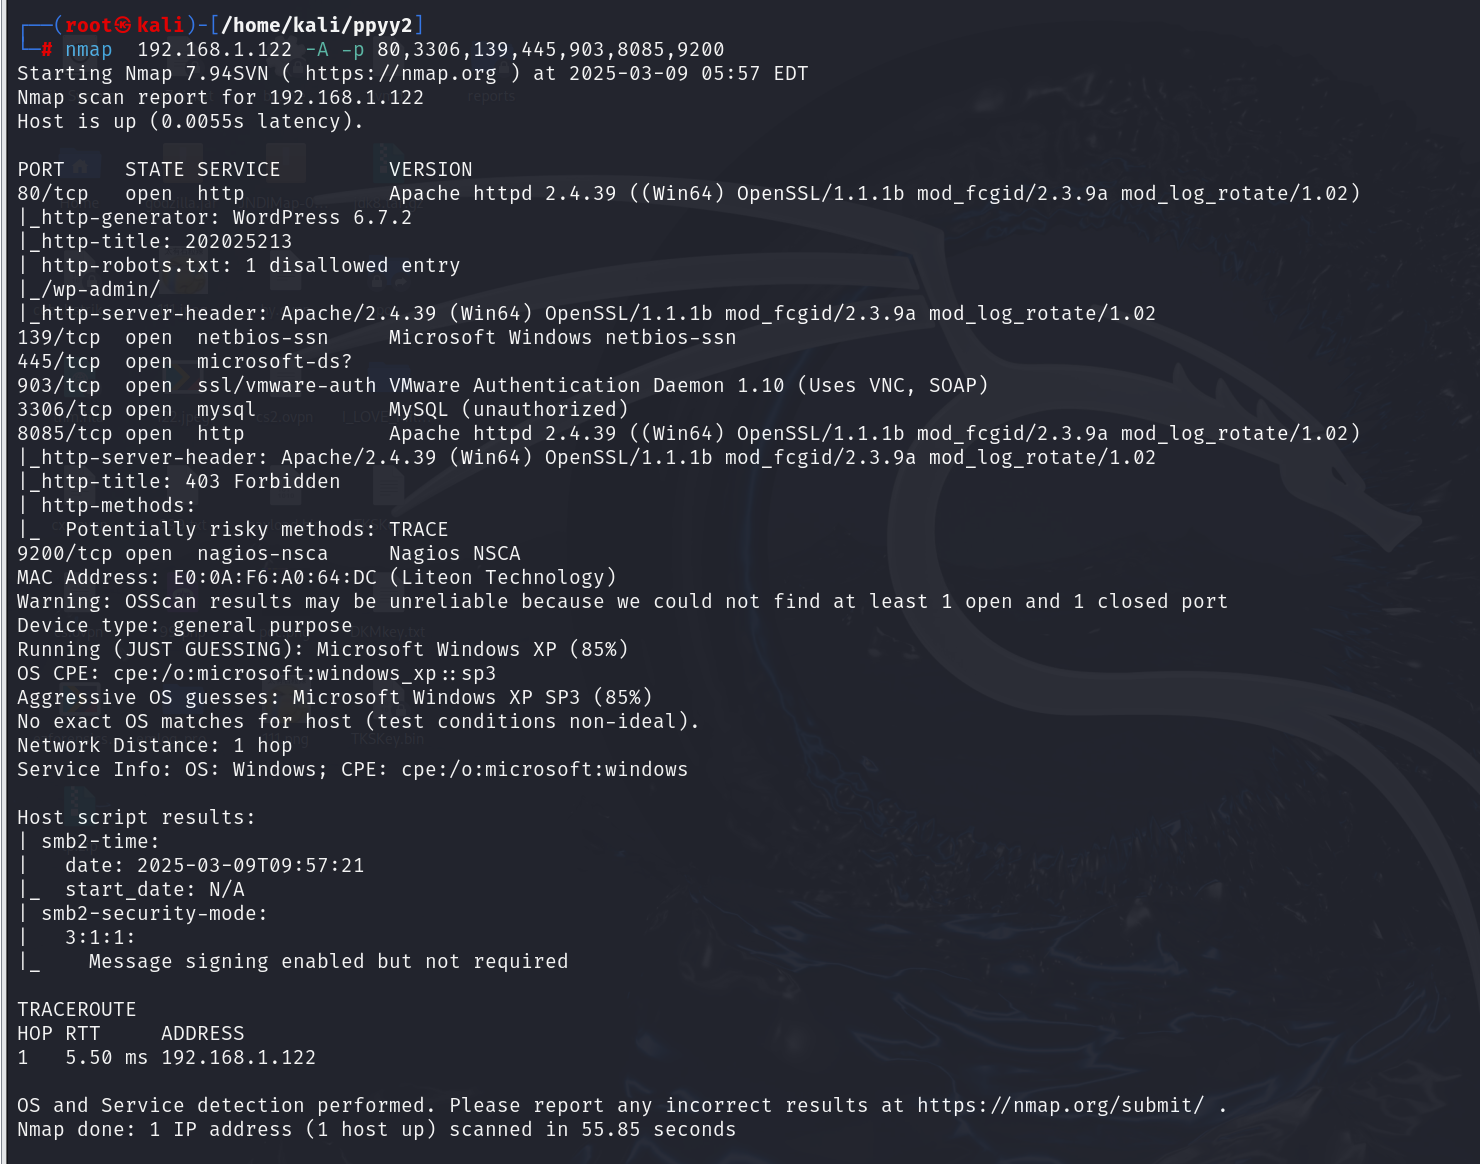 ┌──(root㉿kali)-[/home/kali/ppyy2]
└─# nmap  192.168.1.122 -A -p 80,3306,139,445,903,8085,9200
Starting Nmap 7.94SVN ( https://nmap.org ) at 2025-03-09 05:57 EDT
Nmap scan report for 192.168.1.122
Host is up (0.0055s latency).
PORT     STATE SERVICE         VERSION
80/tcp   open  http            Apache httpd 2.4.39 ((Win64) OpenSSL/1.1.1b mod_fcgid/2.3.9a mod_log_rotate/1.02)
|_http-generator: WordPress 6.7.2
|_http-title: 202025213
| http-robots.txt: 1 disallowed entry
|_/wp-admin/
|_http-server-header: Apache/2.4.39 (Win64) OpenSSL/1.1.1b mod_fcgid/2.3.9a mod_log_rotate/1.02
139/tcp  open  netbios-ssn     Microsoft Windows netbios-ssn
445/tcp  open  microsoft-ds?
903/tcp  open  ssl/vmware-auth VMware Authentication Daemon 1.10 (Uses VNC, SOAP)
3306/tcp open  mysql           MySQL (unauthorized)
8085/tcp open  http            Apache httpd 2.4.39 ((Win64) OpenSSL/1.1.1b mod_fcgid/2.3.9a mod_log_rotate/1.02)
|_http-server-header: Apache/2.4.39 (Win64) OpenSSL/1.1.1b mod_fcgid/2.3.9a mod_log_rotate/1.02
|_http-title: 403 Forbidden
| http-methods:
|_  Potentially risky methods: TRACE
9200/tcp open  nagios-nsca     Nagios NSCA
MAC Address: E0:0A:F6:A0:64:DC (Liteon Technology)
Warning: OSScan results may be unreliable because we could not find at least 1 open and 1 closed port
Device type: general purpose
Running (JUST GUESSING): Microsoft Windows XP (85%)
OS CPE: cpe:/o:microsoft:windows_xp::sp3
Aggressive OS guesses: Microsoft Windows XP SP3 (85%)
No exact OS matches for host (test conditions non-ideal).
Network Distance: 1 hop
Service Info: OS: Windows; CPE: cpe:/o:microsoft:windows
Host script results:
| smb2-time:
|   date: 2025-03-09T09:57:21
|_  start_date: N/A
| smb2-security-mode:
|   3:1:1:
|_    Message signing enabled but not required
TRACEROUTE
HOP RTT     ADDRESS
1   5.50 ms 192.168.1.122
OS and Service detection performed. Please report any incorrect results at https://nmap.org/submit/ .
Nmap done: 1 IP address (1 host up) scanned in 55.85 seconds